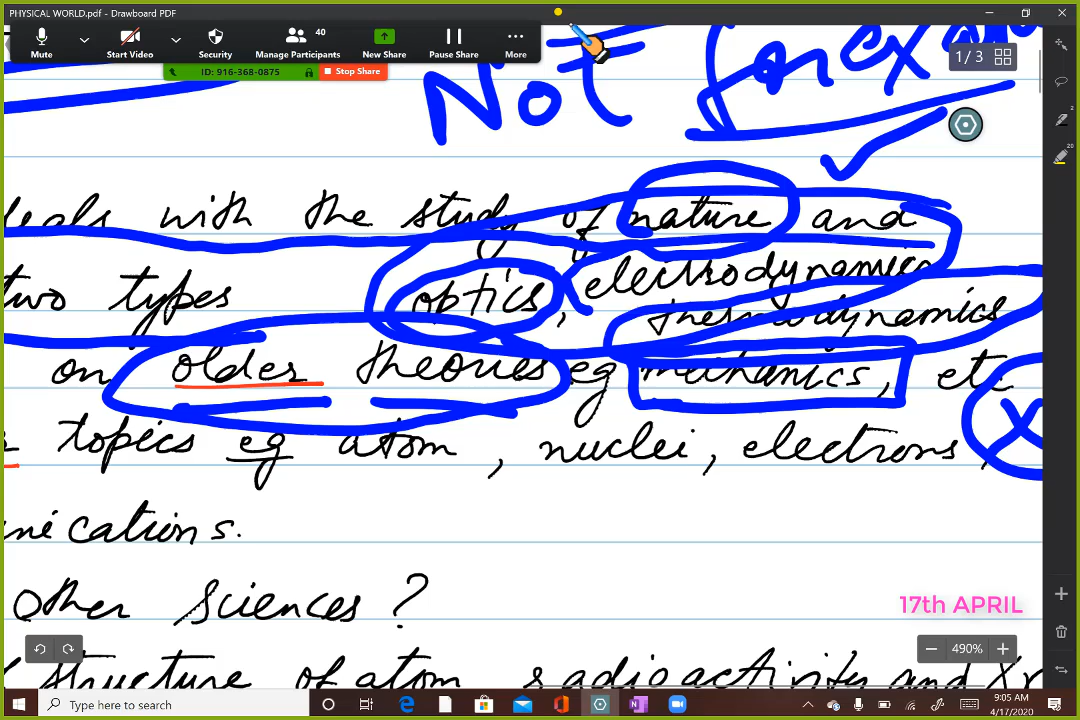 PHYSICAL WORLD.pdf - Drawboard PDF
Mute
Start Video
Security
40
Manage Participants
New Share
Pause Share
More
ID: 916-368-0875
Stop Share
1/3
Not for exam
deals with the study of nature and
two types optics, electrodynamics
thermodynamics
on older theories eg mechanics, etc
topics eg atom, nuclei, electrons, X
nications.
other sciences ?
structure of atom radioactivity and Xr
17th APRIL
490%
Type here to search
9:05 AM
4/17/2020